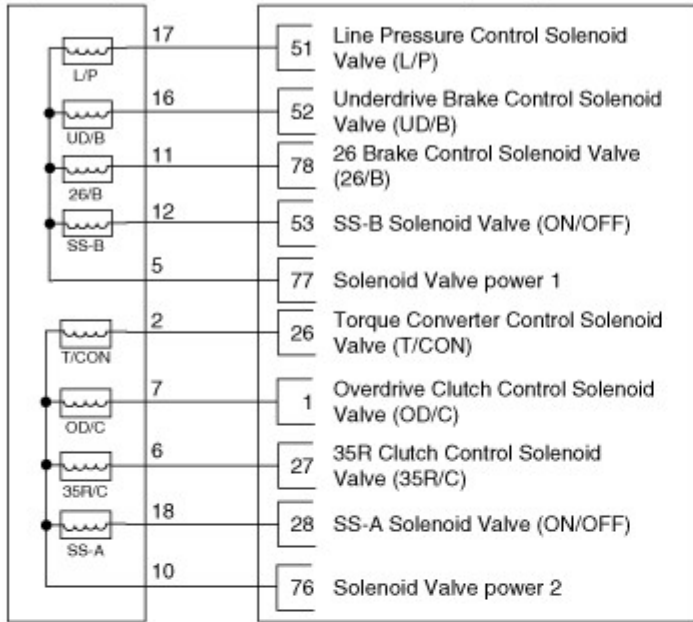 17
51
Line Pressure Control Solenoid
Valve (L/P)
L/P
16
52
Underdrive Brake Control Solenoid
Valve (UD/B)
UD/B
11
78
26 Brake Control Solenoid Valve
(26/B)
26/B
12
53
SS-B Solenoid Valve (ON/OFF)
SS-B
5
77
Solenoid Valve power 1
2
26
Torque Converter Control Solenoid
Valve (T/CON)
T/CON
7
1
Overdrive Clutch Control Solenoid
Valve (OD/C)
OD/C
6
27
35R Clutch Control Solenoid
Valve (35R/C)
35R/C
18
28
SS-A Solenoid Valve (ON/OFF)
SS-A
10
76
Solenoid Valve power 2